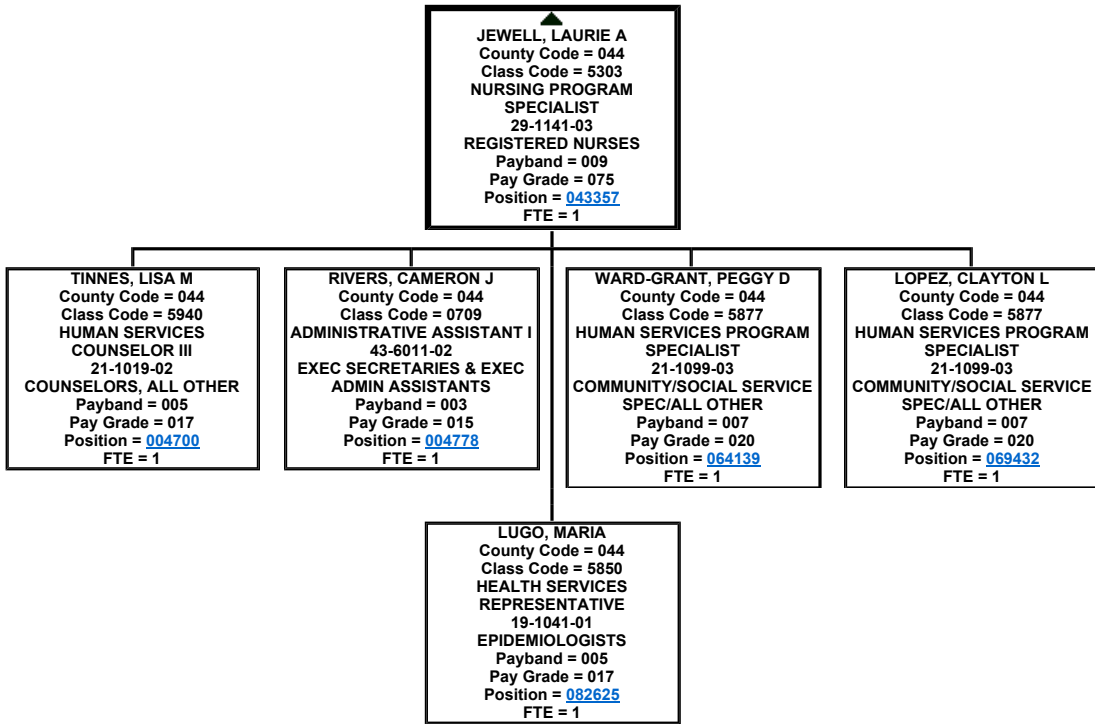 JEWELL, LAURIE A
County Code = 044
Class Code = 5303
NURSING PROGRAM
SPECIALIST
29-1141-03
REGISTERED NURSES
Payband = 009
Pay Grade = 075
Position = 043357
FTE = 1
TINNES, LISA M
County Code = 044
Class Code = 5940
HUMAN SERVICES
COUNSELOR III
21-1019-02
COUNSELORS, ALL OTHER
Payband = 005
Pay Grade = 017
Position = 004700
FTE = 1
RIVERS, CAMERON J
County Code = 044
Class Code = 0709
ADMINISTRATIVE ASSISTANT I
43-6011-02
EXEC SECRETARIES & EXEC
ADMIN ASSISTANTS
Payband = 003
Pay Grade = 015
Position = 004778
FTE = 1
WARD-GRANT, PEGGY D
County Code = 044
Class Code = 5877
HUMAN SERVICES PROGRAM
SPECIALIST
21-1099-03
COMMUNITY/SOCIAL SERVICE
SPEC/ALL OTHER
Payband = 007
Pay Grade = 020
Position = 064139
FTE = 1
LOPEZ, CLAYTON L
County Code = 044
Class Code = 5877
HUMAN SERVICES PROGRAM
SPECIALIST
21-1099-03
COMMUNITY/SOCIAL SERVICE
SPEC/ALL OTHER
Payband = 007
Pay Grade = 020
Position = 069432
FTE = 1
LUGO, MARIA
County Code = 044
Class Code = 5850
HEALTH SERVICES
REPRESENTATIVE
19-1041-01
EPIDEMIOLOGISTS
Payband = 005
Pay Grade = 017
Position = 082625
FTE = 1